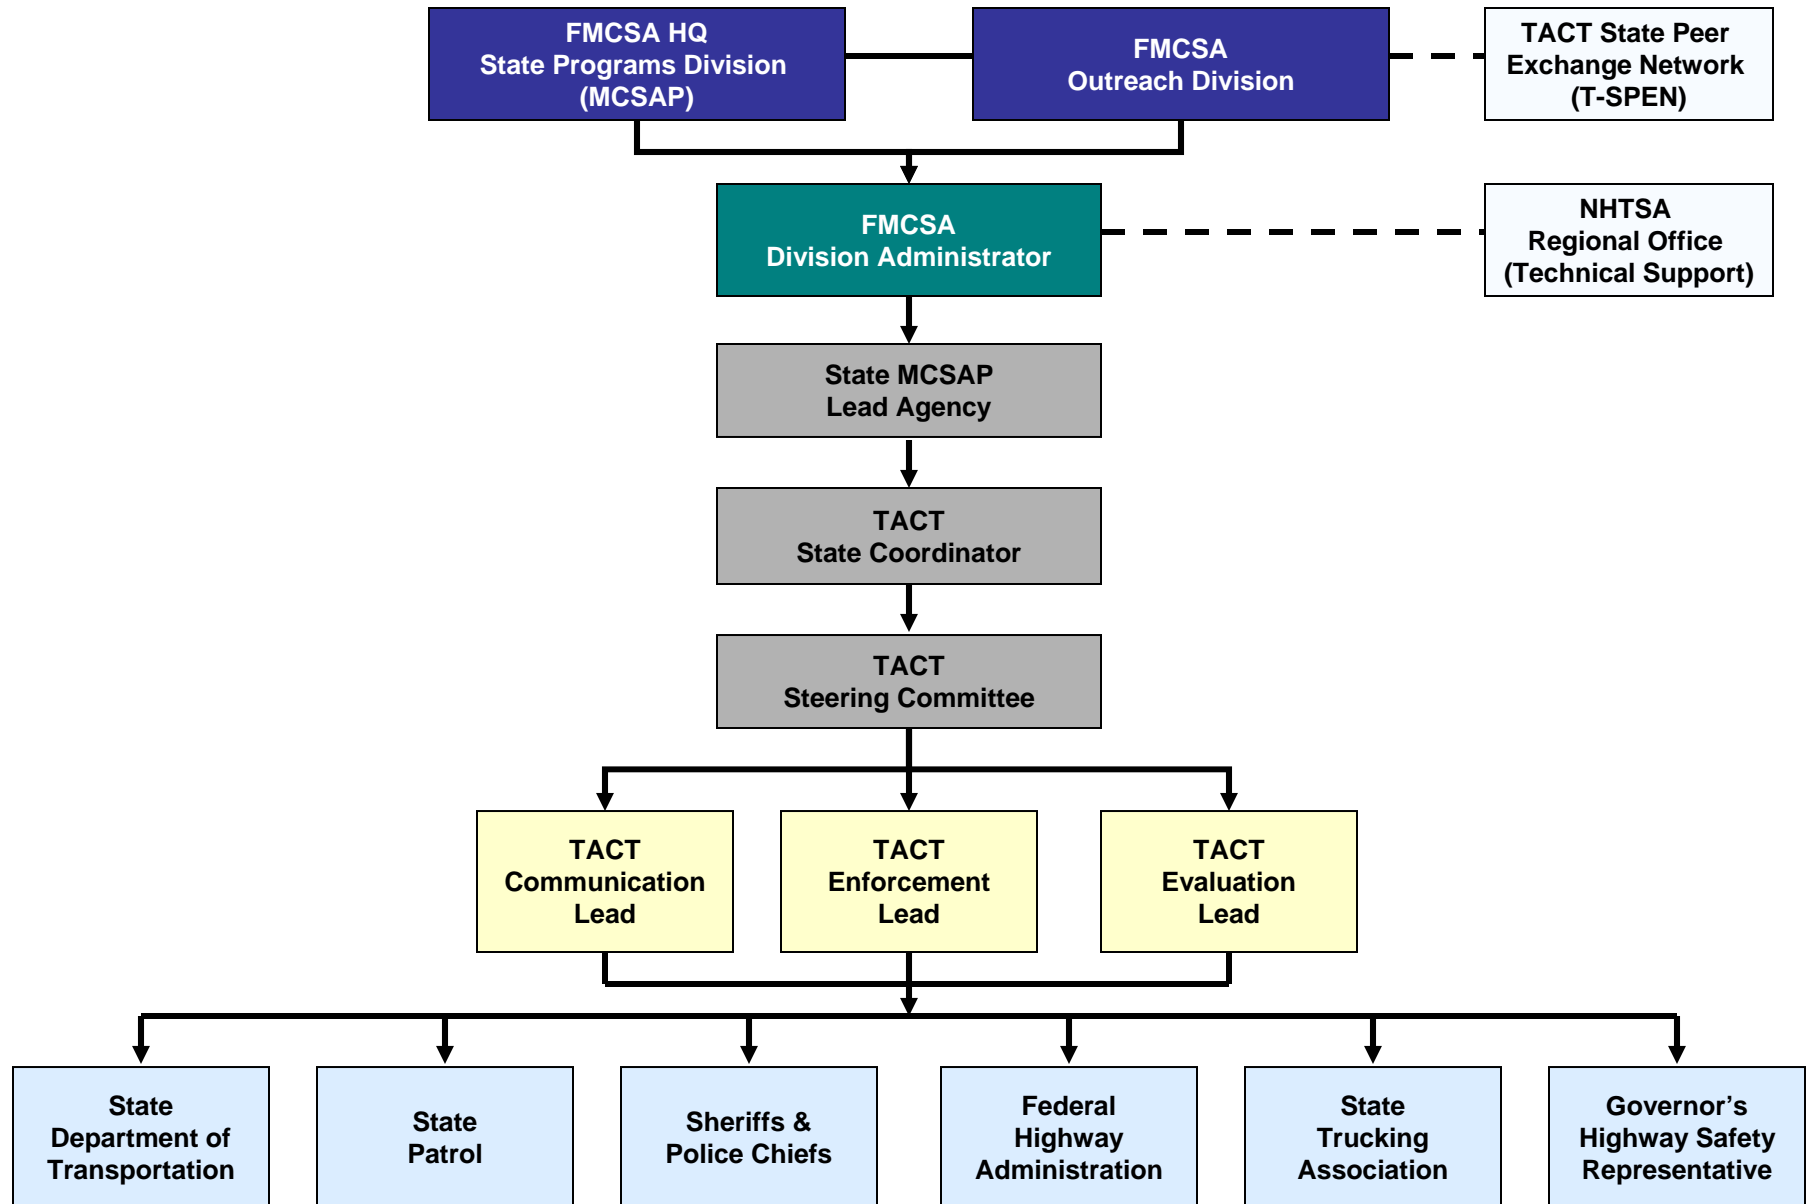 FMCSA HQ
State Programs Division
(MCSAP)
FMCSA
Outreach Division
TACT State Peer
Exchange Network
(T-SPEN)
FMCSA
Division Administrator
NHTSA
Regional Office
(Technical Support)
State MCSAP
Lead Agency
TACT
State Coordinator
TACT
Steering Committee
TACT
Communication
Lead
TACT
Enforcement
Lead
TACT
Evaluation
Lead
State
Department of
Transportation
State
Patrol
Sheriffs &
Police Chiefs
Federal
Highway
Administration
State
Trucking
Association
Governor’s
Highway Safety
Representative